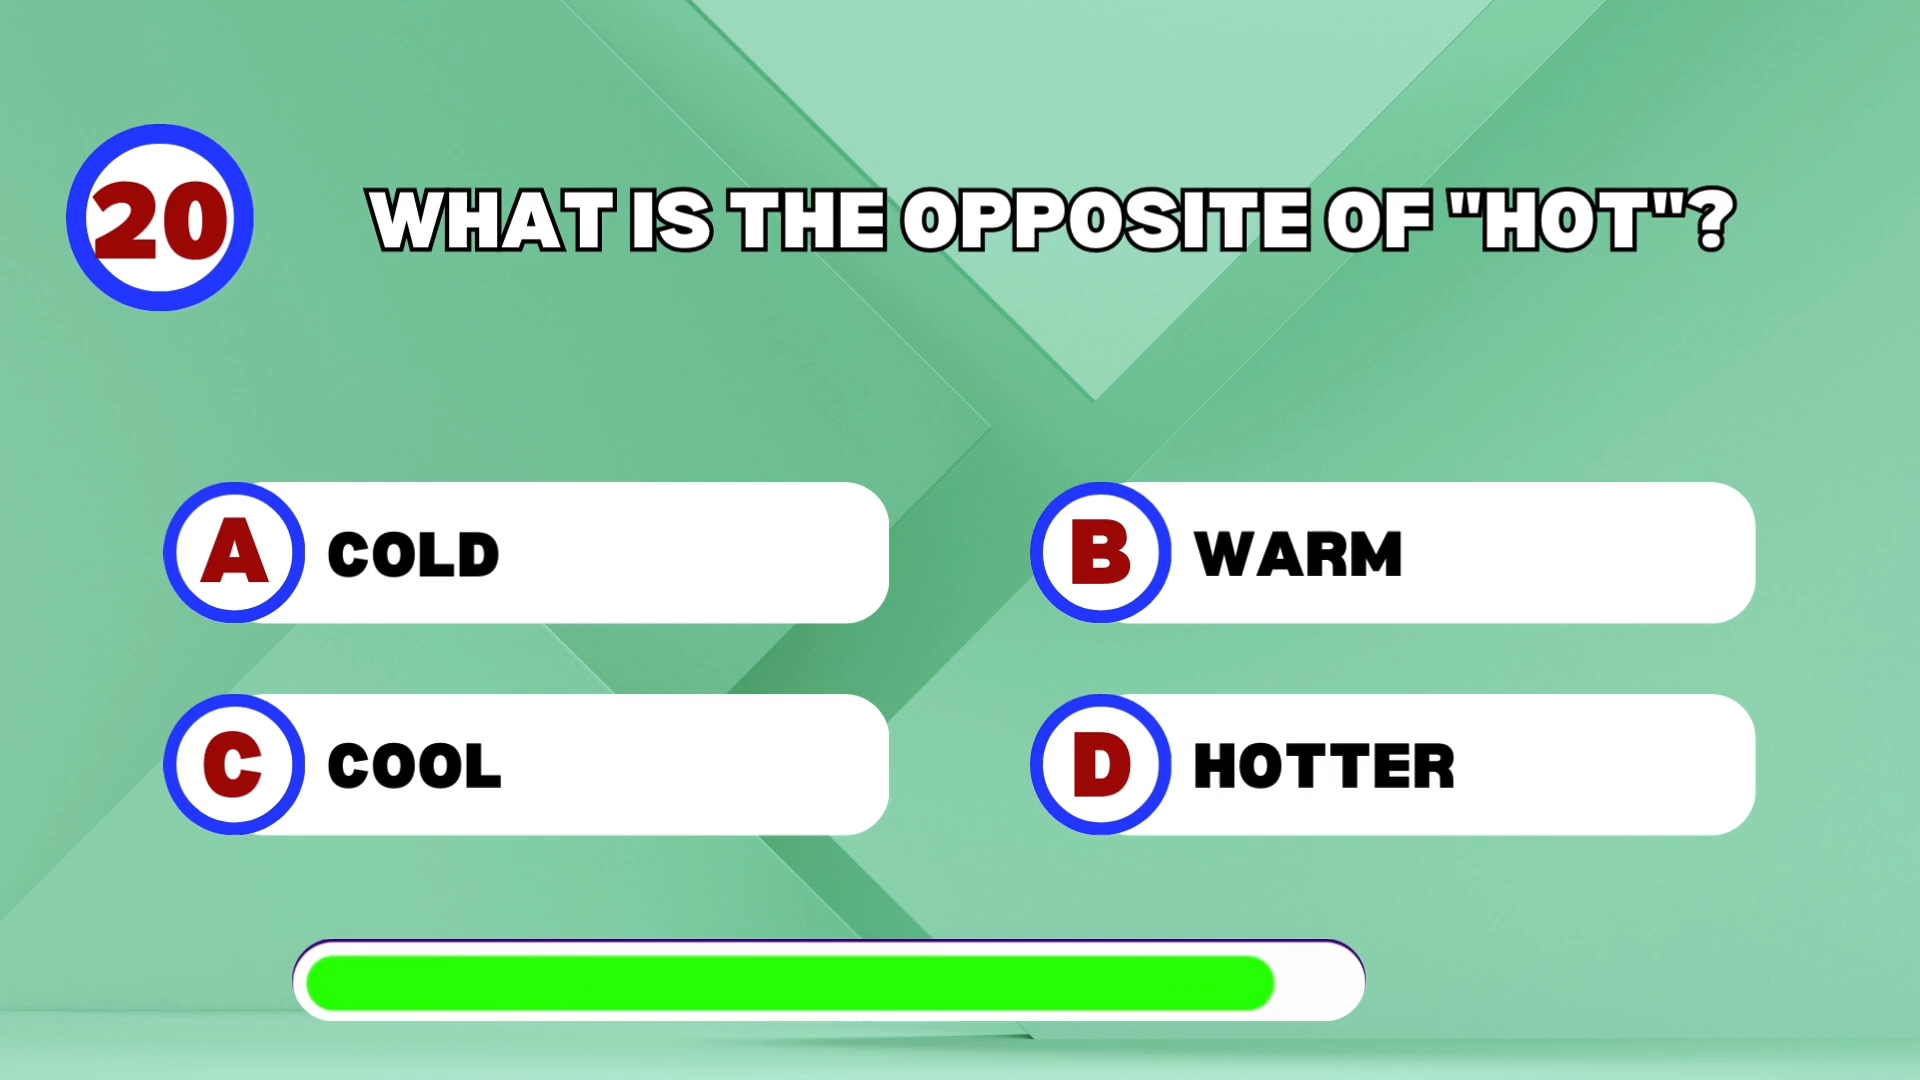 20
WHAT IS THE OPPOSITE OF "HOT"?
A COLD
B WARM
C COOL
D HOTTER